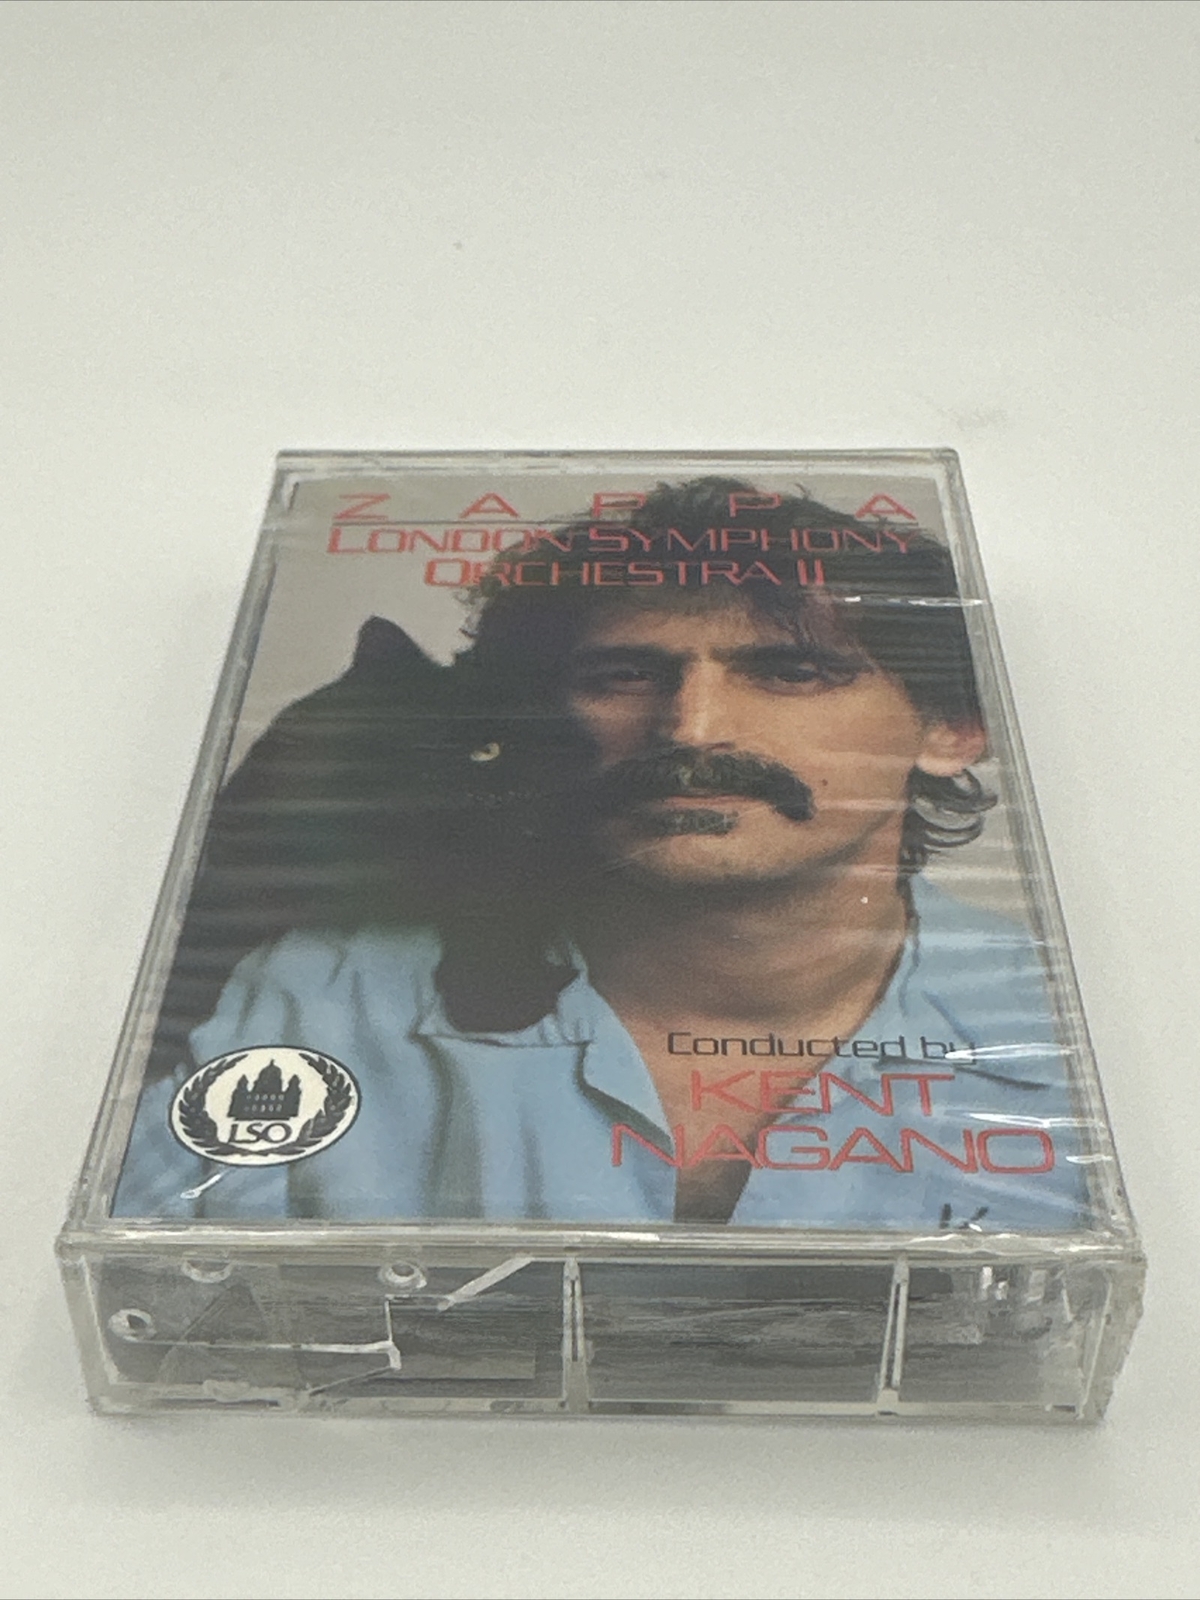 ZAPPA
LONDON SYMPHONY
ORCHESTRA II
Conducted by
KENT
NAGANO
LSO